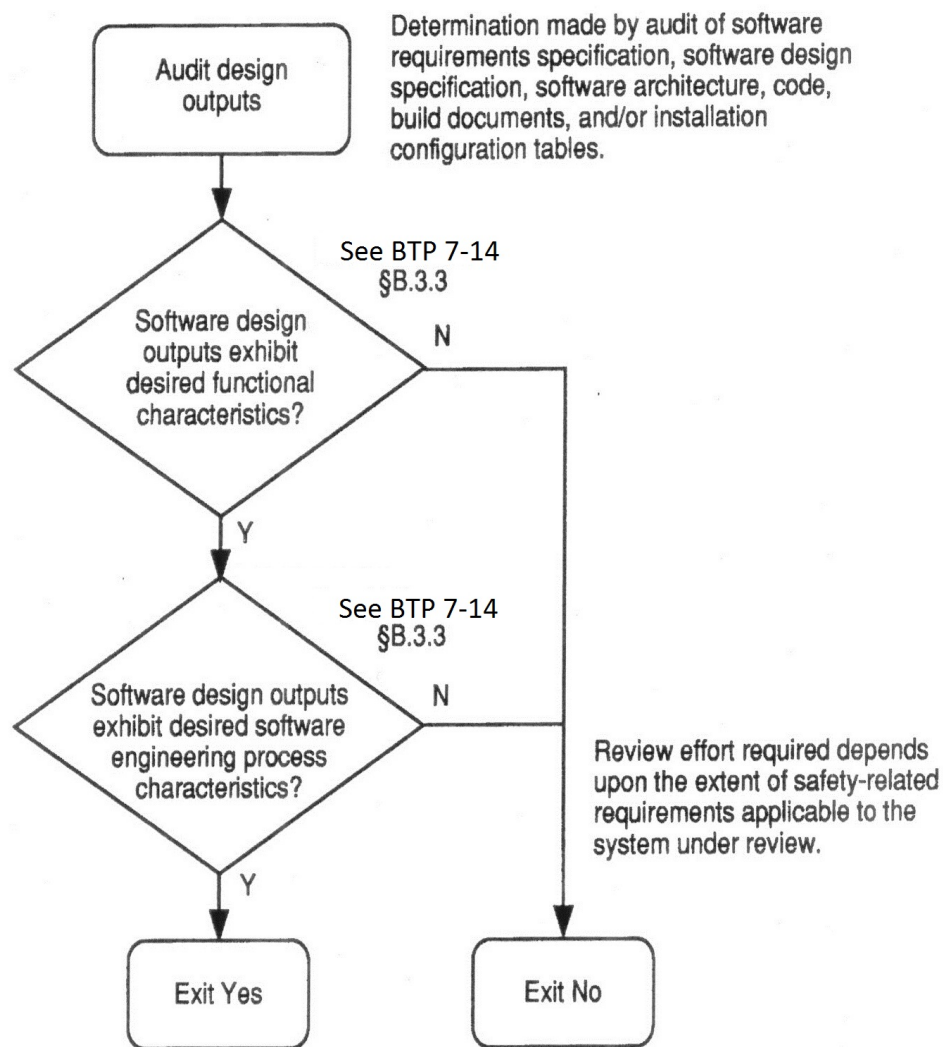 Audit design
outputs
Determination made by audit of software
requirements specification, software design
specification, software architecture, code,
build documents, and/or installation
configuration tables.
See BTP 7-14
§B.3.3
Software design
outputs exhibit
desired functional
characteristics?
N
Y
See BTP 7-14
§B.3.3
Software design outputs
exhibit desired software
engineering process
characteristics?
N
Review effort required depends
upon the extent of safety-related
requirements applicable to the
system under review.
Y
Exit Yes
Exit No